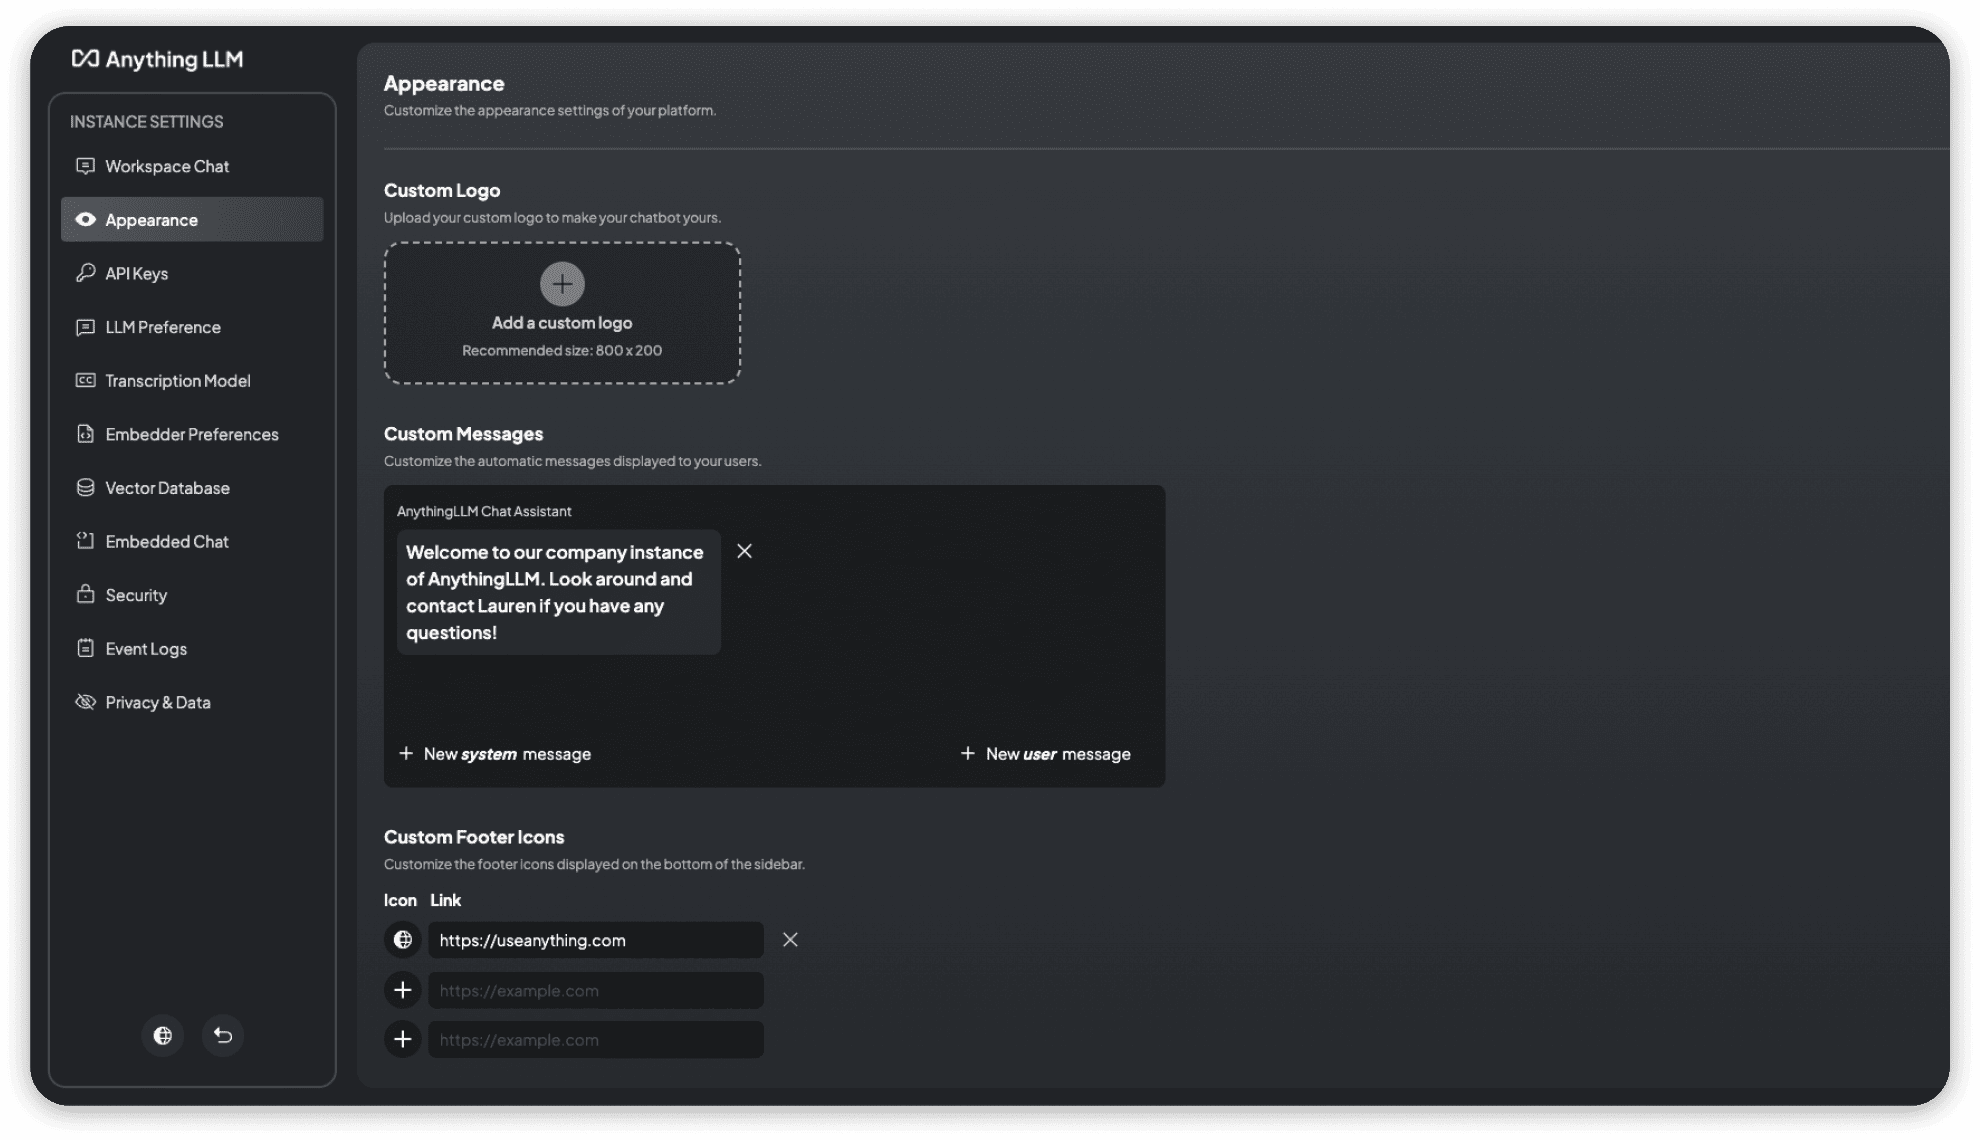 Anything LLM
INSTANCE SETTINGS
Workspace Chat
Appearance
API Keys
LLM Preference
CC Transcription Model
Embedder Preferences
Vector Database
Embedded Chat
Security
Event Logs
Privacy & Data
Appearance
Customize the appearance settings of your platform.
Custom Logo
Upload your custom logo to make your chatbot yours.
Add a custom logo
Recommended size: 800 x 200
Custom Messages
Customize the automatic messages displayed to your users.
AnythingLLM Chat Assistant
Welcome to our company instance
of AnythingLLM. Look around and
contact Lauren if you have any
questions!
New system message
New user message
Custom Footer Icons
Customize the footer icons displayed on the bottom of the sidebar.
Icon Link
https://useanything.com
https://example.com
https://example.com